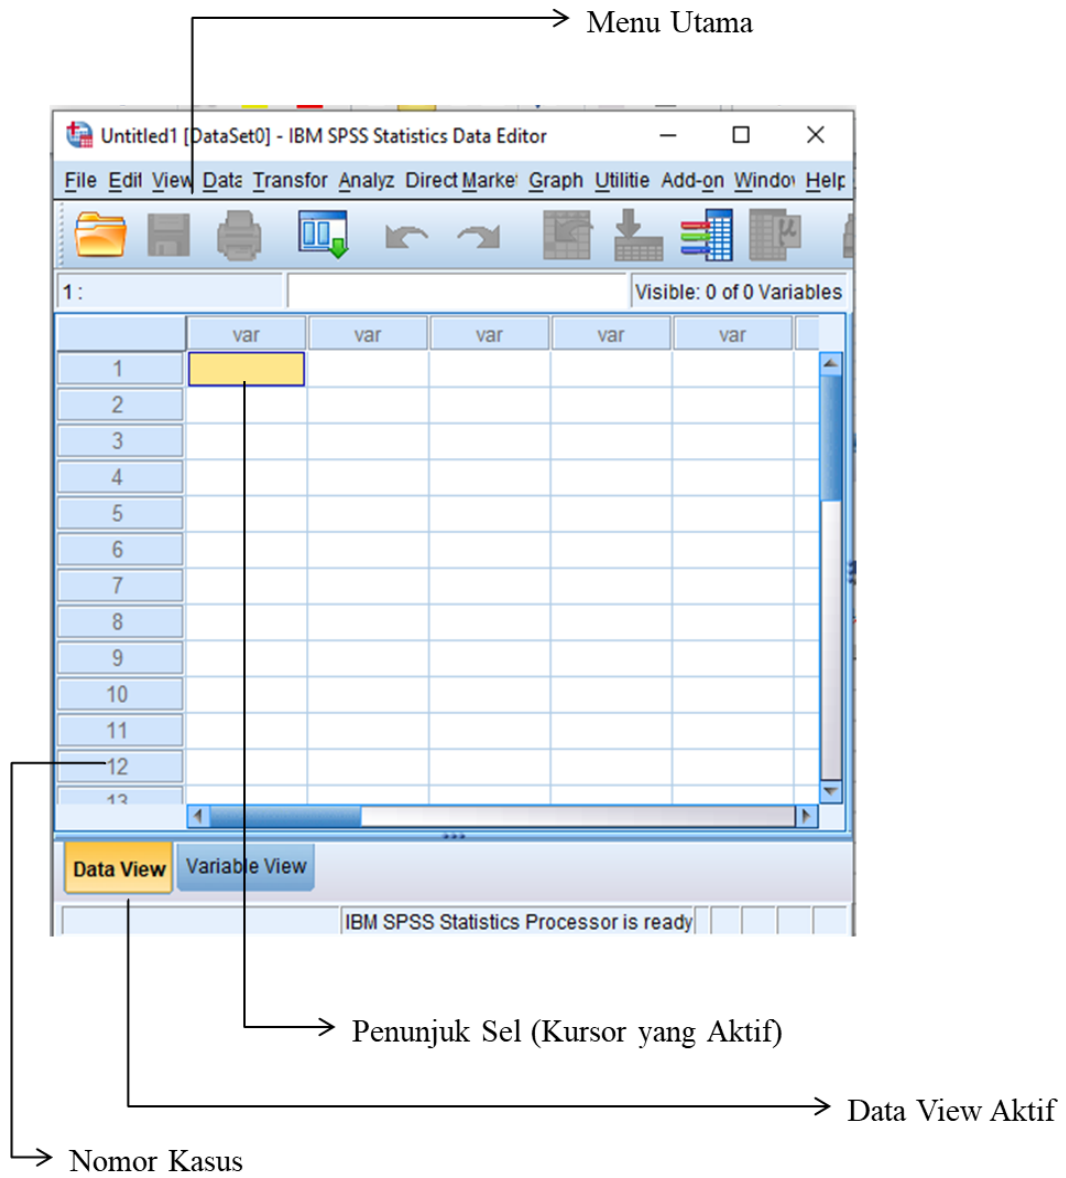 Menu Utama
Untitled1 [DataSet0] - IBM SPSS Statistics Data Editor
File Edit View Data Transfor Analyz Direct Market Graph Utilitie Add-on Window Help
1 :
Visible: 0 of 0 Variables
var var var var var
1
2
3
4
5
6
7
8
9
10
11
12
13
Data View Variable View
IBM SPSS Statistics Processor is ready
Penunjuk Sel (Kursor yang Aktif)
Data View Aktif
Nomor Kasus